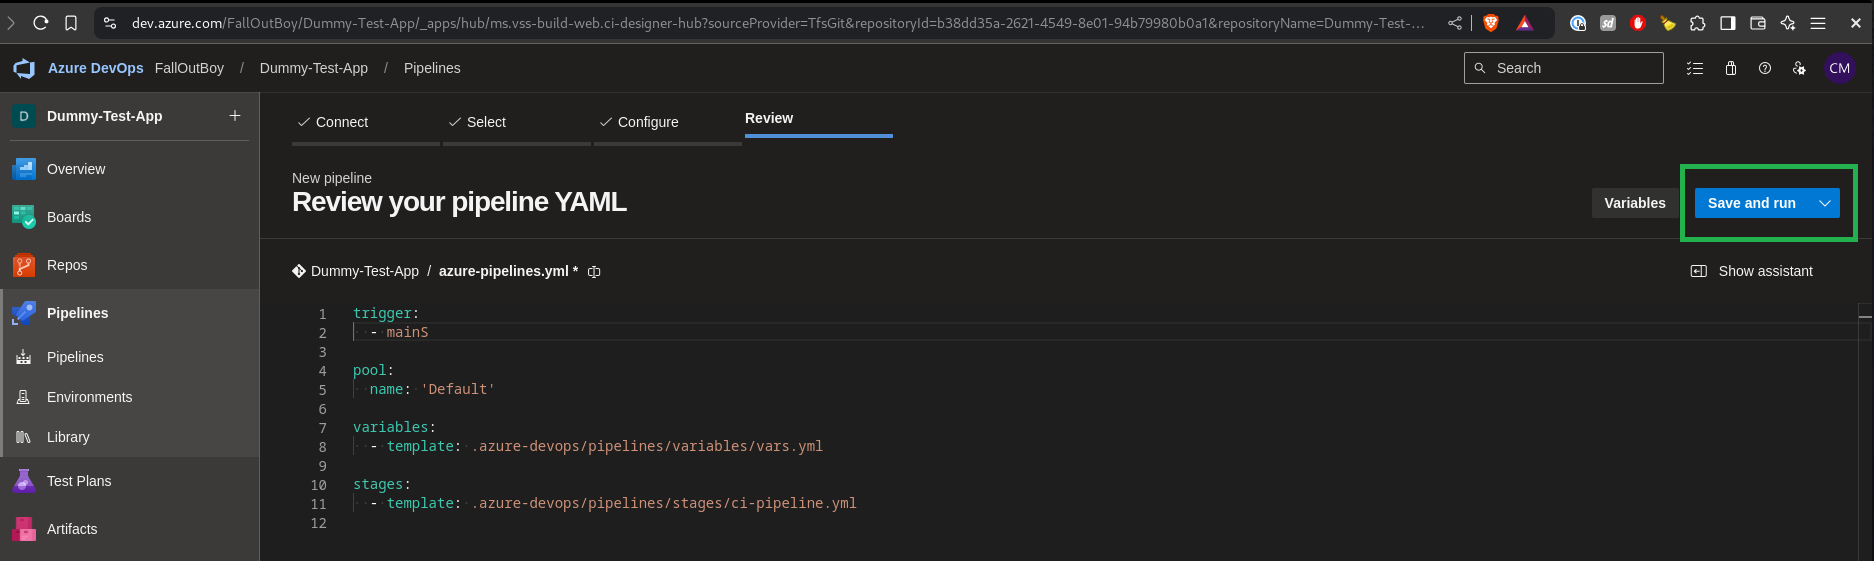 dev.azure.com/FallOutBoy/Dummy-Test-App/_apps/hub/ms.vss-build-web.ci-designer-hub?sourceProvider=TfsGit&repositoryId=b38dd35a-2621-4549-8e01-94b79980b0a1&repositoryName=Dummy-Test-...
sd
Azure DevOps FallOutBoy / Dummy-Test-App / Pipelines
Search
CM
D Dummy-Test-App +
Overview
Boards
Repos
Pipelines
Pipelines
Environments
Library
Test Plans
Artifacts
Connect
Select
Configure
Review
New pipeline
Review your pipeline YAML
Variables
Save and run
Dummy-Test-App / azure-pipelines.yml *
Show assistant
1 trigger:
2 - mainS
3
4 pool:
5 name: 'Default'
6
7 variables:
8 - template: .azure-devops/pipelines/variables/vars.yml
9
10 stages:
11 - template: .azure-devops/pipelines/stages/ci-pipeline.yml
12